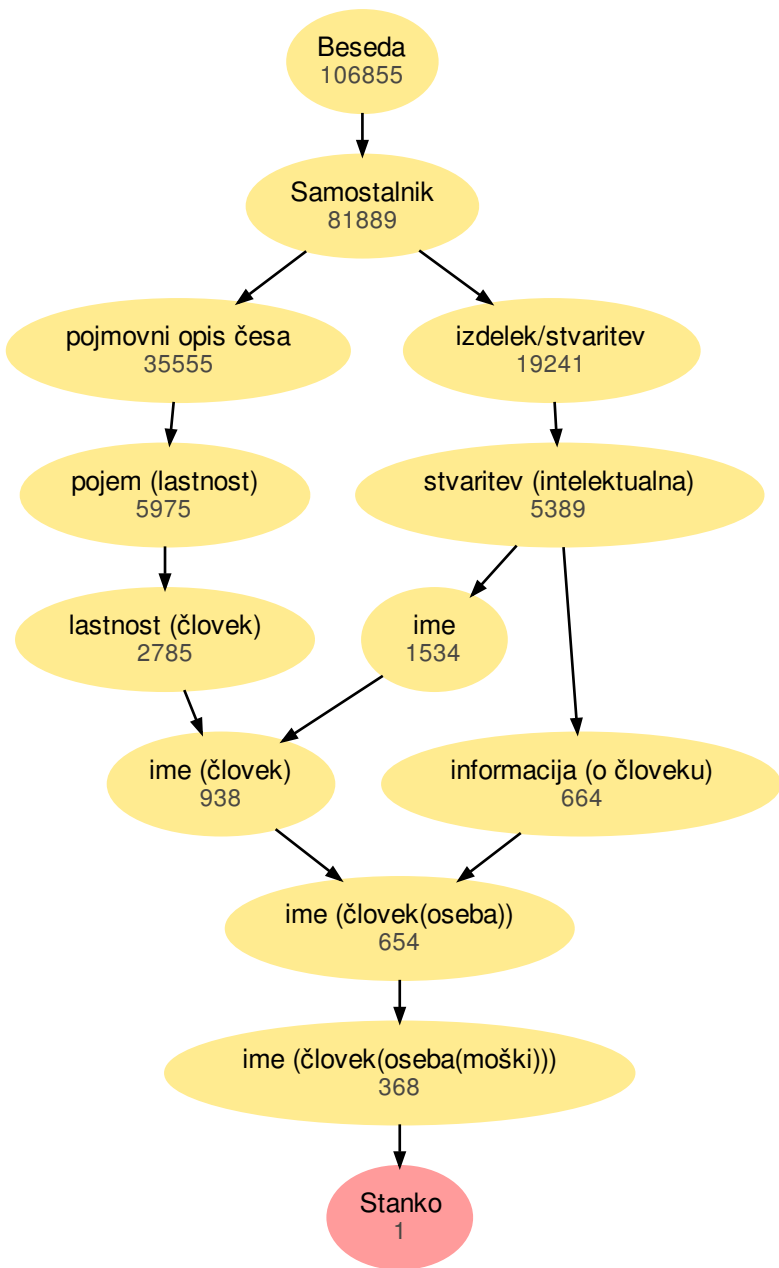 Beseda
106855
Samostalnik
81889
pojmovni opis česa
35555
izdelek/stvaritev
19241
pojem (lastnost)
5975
stvaritev (intelektualna)
5389
lastnost (človek)
2785
ime
1534
ime (človek)
938
informacija (o človeku)
664
ime (človek(oseba))
654
ime (človek(oseba(moški)))
368
Stanko
1